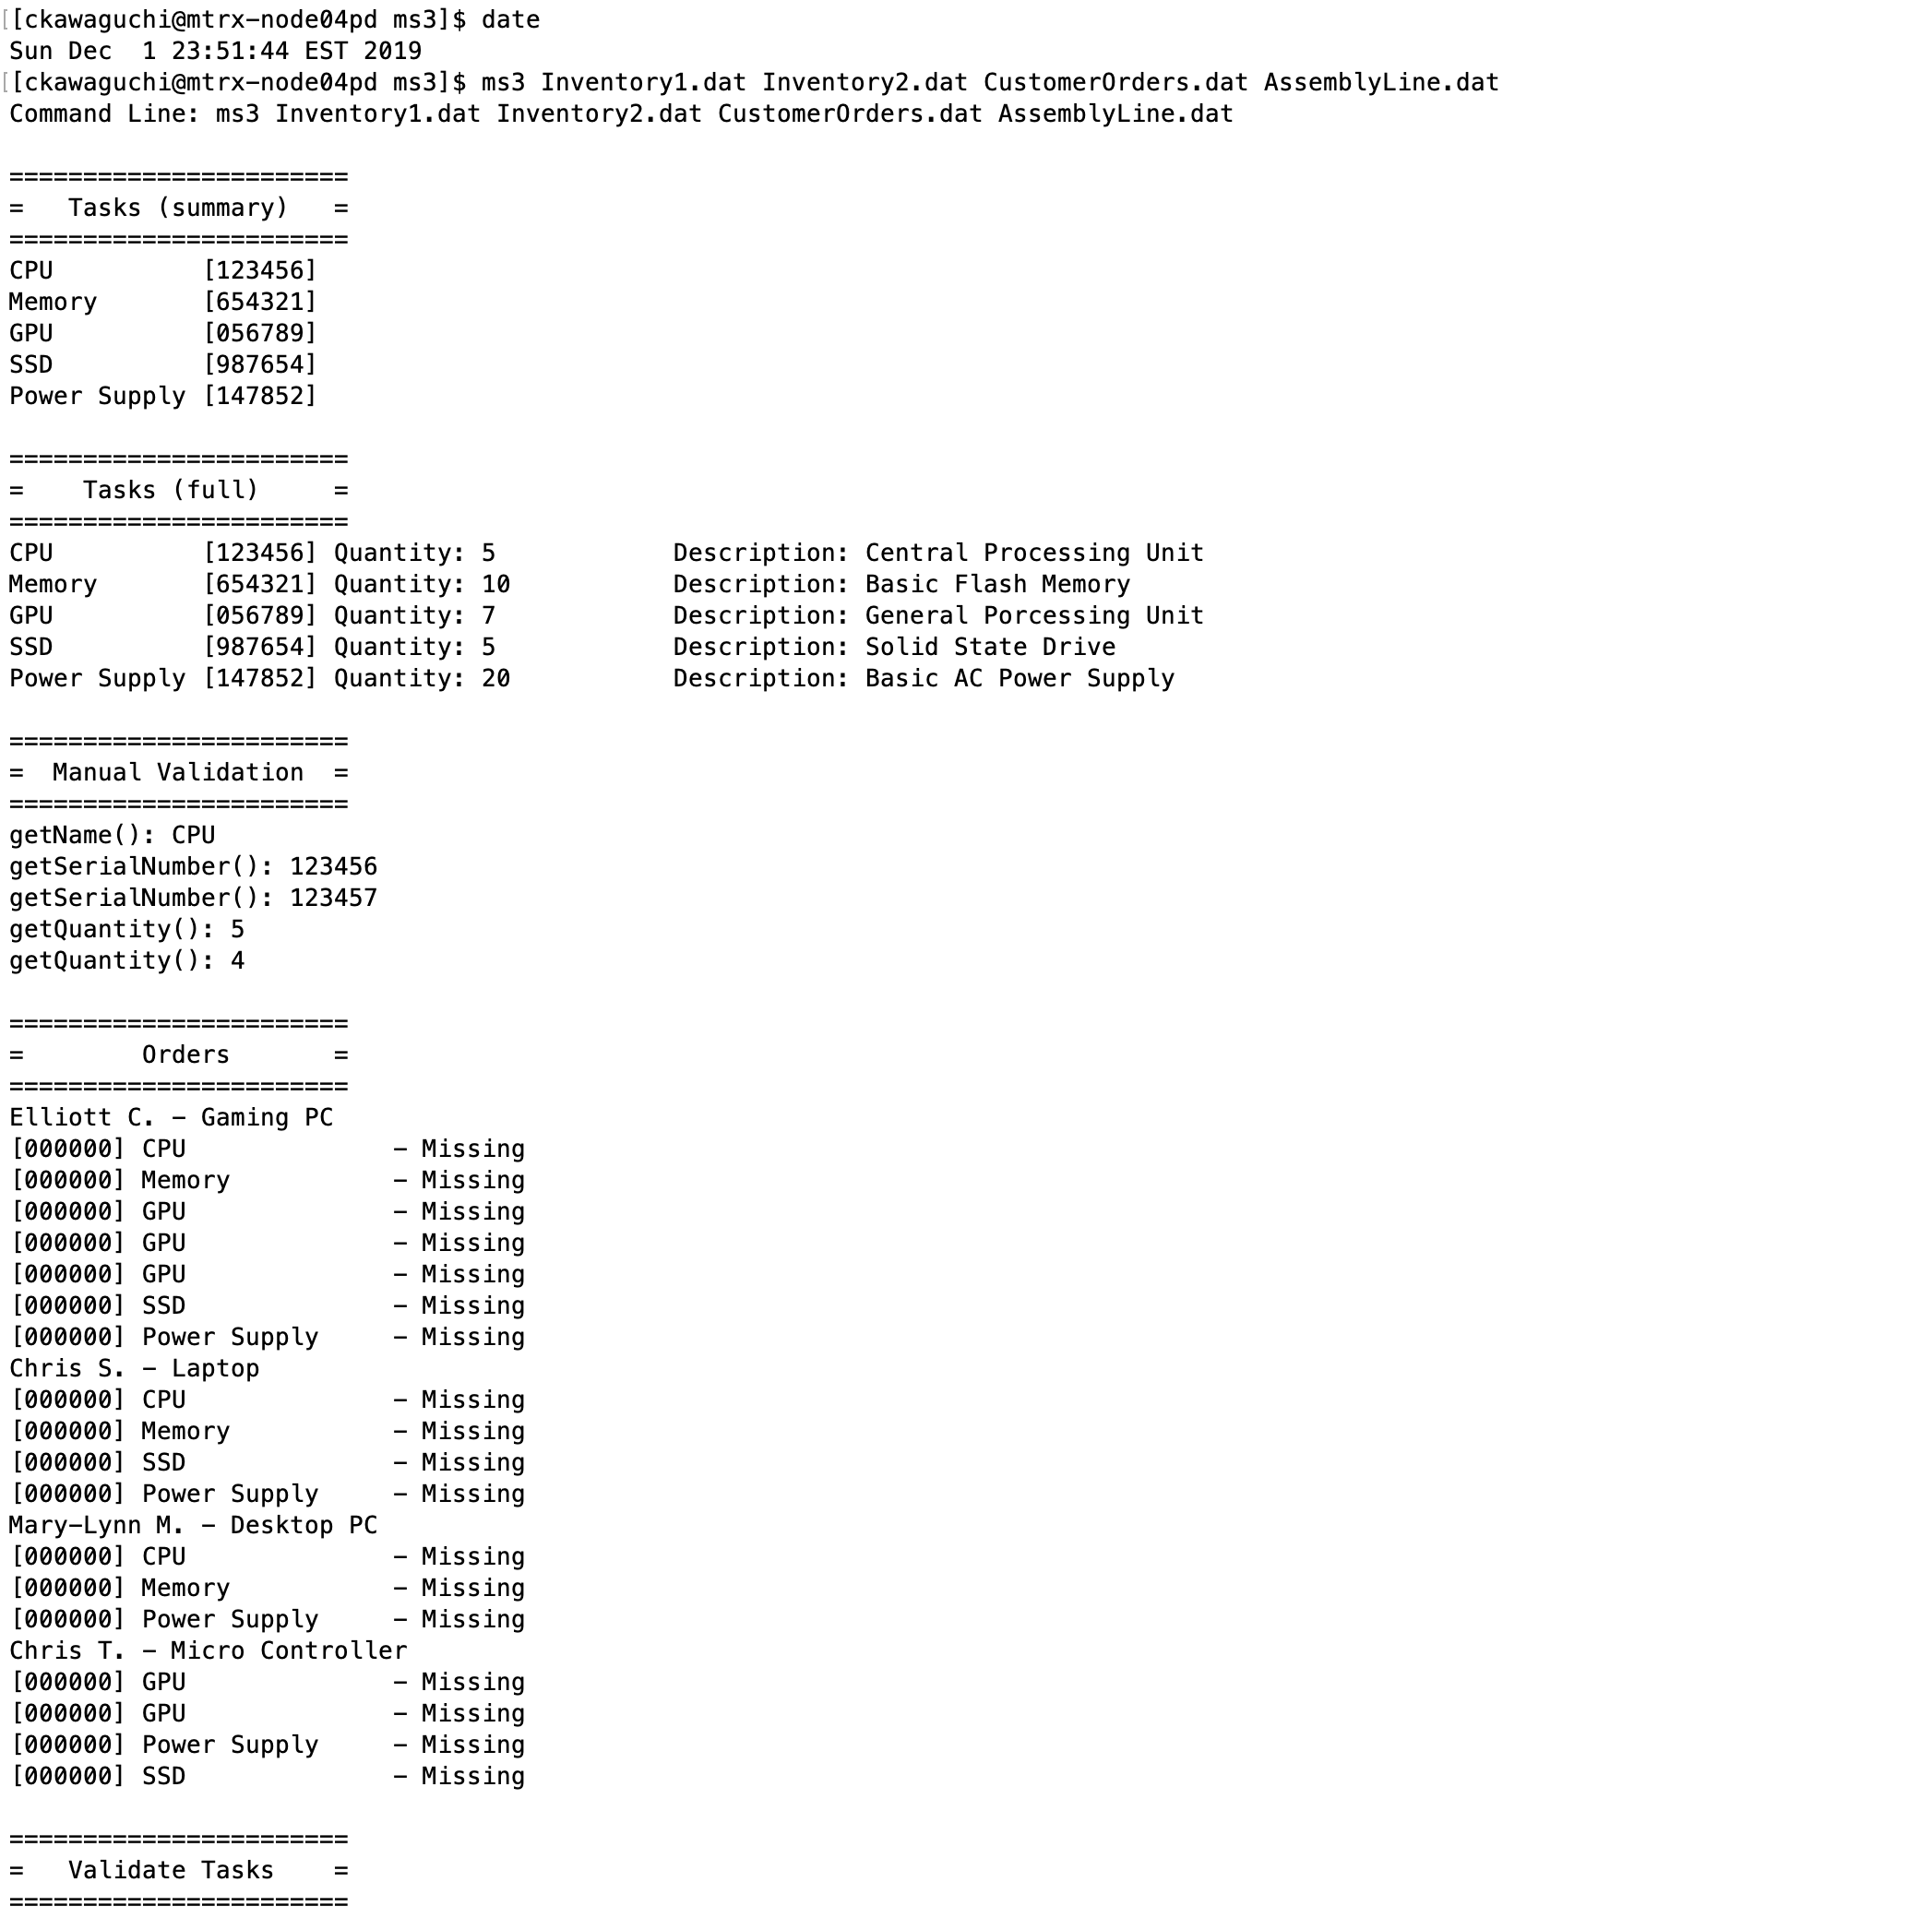 [[ckawaguchi@mtrx-node04pd ms3]$ date
Sun Dec  1 23:51:44 EST 2019
[[ckawaguchi@mtrx-node04pd ms3]$ ms3 Inventory1.dat Inventory2.dat CustomerOrders.dat AssemblyLine.dat
Command Line: ms3 Inventory1.dat Inventory2.dat CustomerOrders.dat AssemblyLine.dat

=======================
=   Tasks (summary)   =
=======================
CPU          [123456]
Memory       [654321]
GPU          [056789]
SSD          [987654]
Power Supply [147852]

=======================
=    Tasks (full)     =
=======================
CPU          [123456] Quantity: 5            Description: Central Processing Unit
Memory       [654321] Quantity: 10           Description: Basic Flash Memory
GPU          [056789] Quantity: 7            Description: General Porcessing Unit
SSD          [987654] Quantity: 5            Description: Solid State Drive
Power Supply [147852] Quantity: 20           Description: Basic AC Power Supply

=======================
=  Manual Validation  =
=======================
getName(): CPU
getSerialNumber(): 123456
getSerialNumber(): 123457
getQuantity(): 5
getQuantity(): 4

=======================
=        Orders       =
=======================
Elliott C. - Gaming PC
[000000] CPU              - Missing
[000000] Memory           - Missing
[000000] GPU              - Missing
[000000] GPU              - Missing
[000000] GPU              - Missing
[000000] SSD              - Missing
[000000] Power Supply     - Missing
Chris S. - Laptop
[000000] CPU              - Missing
[000000] Memory           - Missing
[000000] SSD              - Missing
[000000] Power Supply     - Missing
Mary-Lynn M. - Desktop PC
[000000] CPU              - Missing
[000000] Memory           - Missing
[000000] Power Supply     - Missing
Chris T. - Micro Controller
[000000] GPU              - Missing
[000000] GPU              - Missing
[000000] Power Supply     - Missing
[000000] SSD              - Missing

=======================
=   Validate Tasks    =
=======================